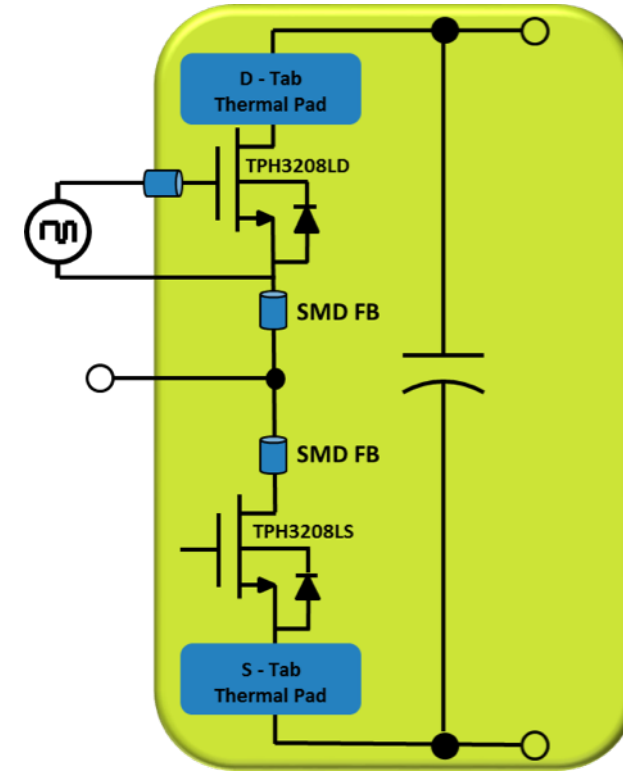 D - Tab
Thermal Pad
TPH3208LD
SMD FB
SMD FB
TPH3208LS
S - Tab
Thermal Pad